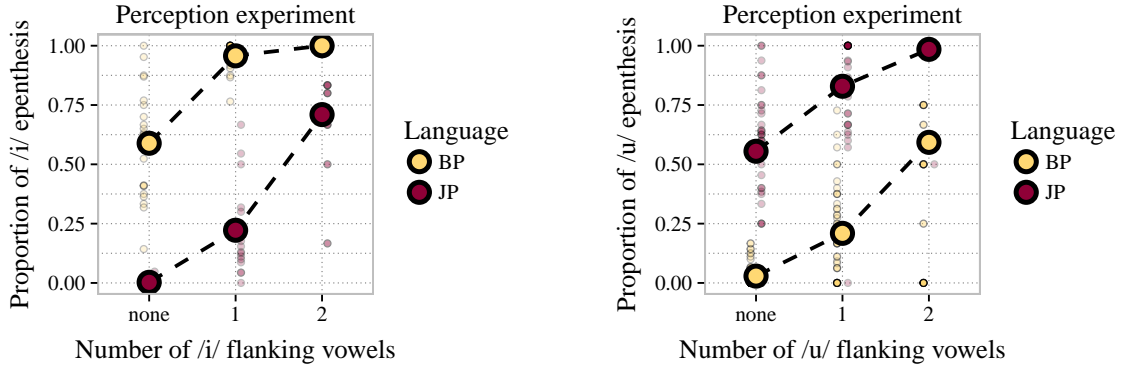 Perception experiment
Proportion of /i/ epenthesis
1.00
0.75
0.50
0.25
0.00
none
1
2
Number of /i/ flanking vowels
Language
BP
JP
Perception experiment
Proportion of /u/ epenthesis
1.00
0.75
0.50
0.25
0.00
none
1
2
Number of /u/ flanking vowels
Language
BP
JP